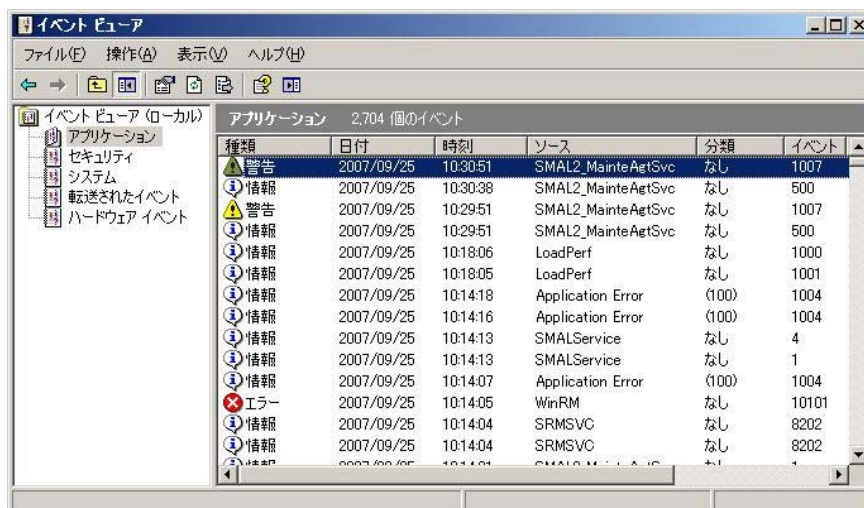 イベント ビューア
ファイル(F) 操作(A) 表示(V) ヘルプ(H)
イベント ビューア (ローカル)
アプリケーション
セキュリティ
システム
転送されたイベント
ハードウェア イベント
アプリケーション 2,704 個のイベント
種類 日付 時刻 ソース 分類 イベント
警告 2007/09/25 10:30:51 SMAL2_MainteAgtSvc なし 1007
情報 2007/09/25 10:30:38 SMAL2_MainteAgtSvc なし 500
警告 2007/09/25 10:29:51 SMAL2_MainteAgtSvc なし 1007
情報 2007/09/25 10:29:51 SMAL2_MainteAgtSvc なし 500
情報 2007/09/25 10:18:06 LoadPerf なし 1000
情報 2007/09/25 10:18:05 LoadPerf なし 1001
情報 2007/09/25 10:14:18 Application Error (100) 1004
情報 2007/09/25 10:14:16 Application Error (100) 1004
情報 2007/09/25 10:14:13 SMALService なし 4
情報 2007/09/25 10:14:13 SMALService なし 1
情報 2007/09/25 10:14:07 Application Error (100) 1004
エラー 2007/09/25 10:14:05 WinRM なし 10101
情報 2007/09/25 10:14:04 SRMSVC なし 8202
情報 2007/09/25 10:14:04 SRMSVC なし 8202